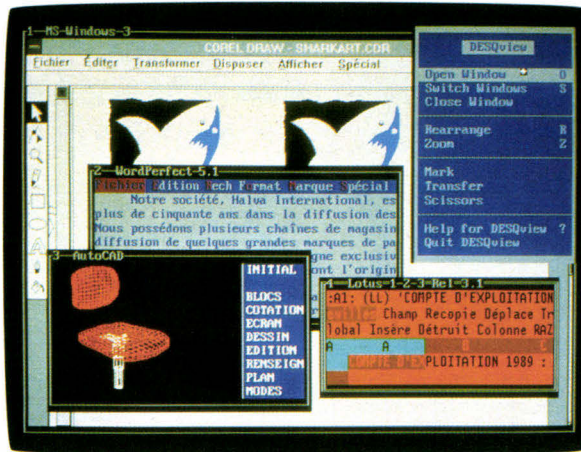 1-MS-Windows-3
COREL DRAW - SHARKART.CDR
Fichier Éditer Transformer Disposer Afficher Spécial
DESQview
Open Window O
Switch Windows S
Close Window
Rearrange R
Zoom Z
Mark
Transfer
Scissors
Help for DESQview ?
Quit DESQview
2-WordPerfect-5.1
Fichier Edition Rech Format Marque Spécial
Notre société, Halva International, es
plus de cinquante ans dans la diffusion des
Nous possédons plusieurs chaînes de magasin
diffusion de quelques grandes marques de pa
gne exclusiv
ont l'origin
3-AutoCAD
INITIAL
BLOCS
COTATION
ECRAN
DESSIN
EDITION
RENSEIGN
PLAN
MODES
4-Lotus-1-2-3-Rel-3.1
:A1: (LL) 'COMPTE D'EXPLOITATION
Champ Recopie Déplace Tr
lobal Insère Détruit Colonne RAZ
A A B C
COMPTE D'EXPLOITATION 1989 :